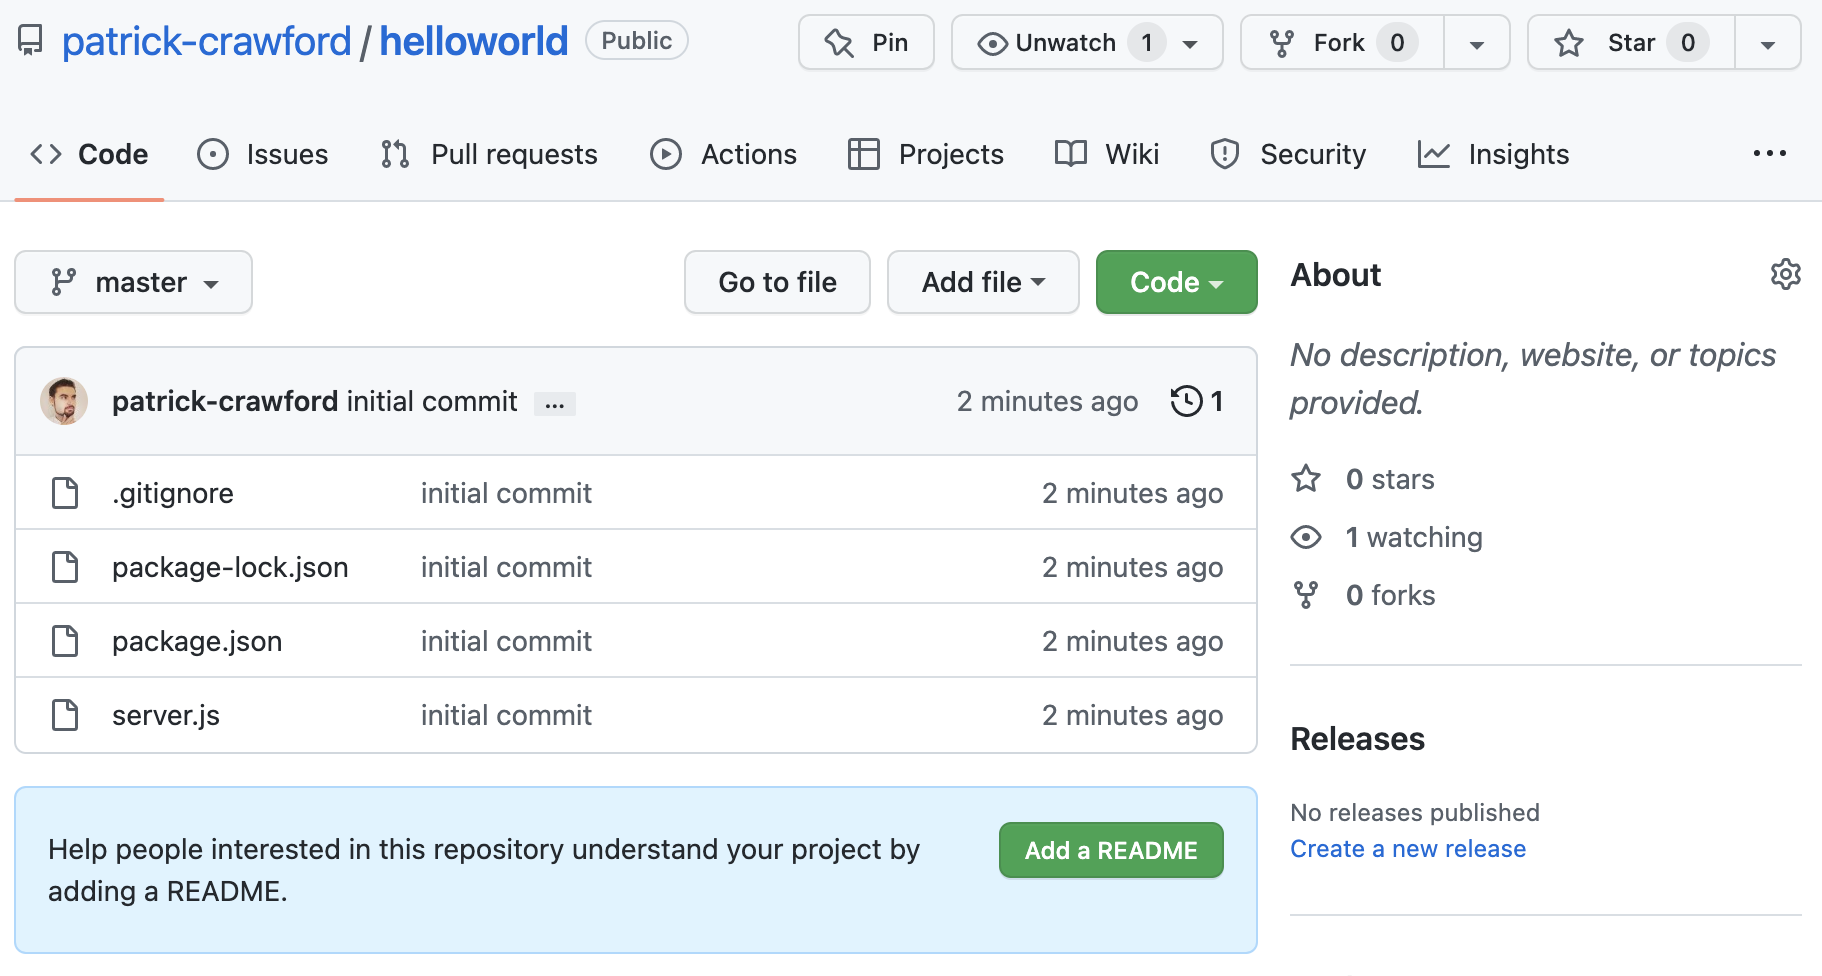 patrick-crawford / helloworld Public Pin Unwatch 1 Fork 0 Star 0
Code Issues Pull requests Actions Projects Wiki Security Insights ...
master Go to file Add file Code
patrick-crawford initial commit ... 2 minutes ago 1
.gitignore initial commit 2 minutes ago
package-lock.json initial commit 2 minutes ago
package.json initial commit 2 minutes ago
server.js initial commit 2 minutes ago
Help people interested in this repository understand your project by
adding a README.
Add a README
About
No description, website, or topics
provided.
0 stars
1 watching
0 forks
Releases
No releases published
Create a new release